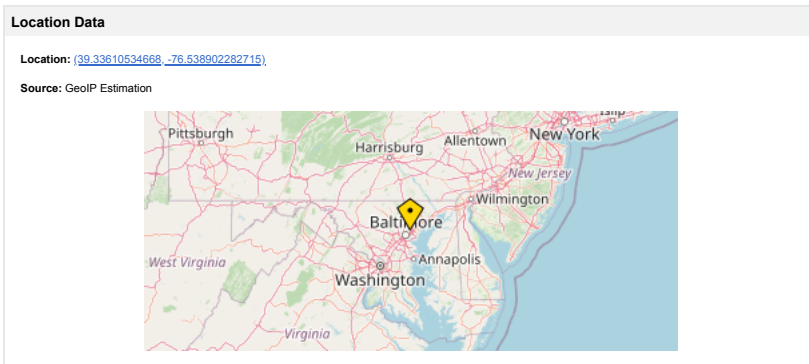 Location Data
Location: (39.33610534668, -76.538902282715)
Source: GeoIP Estimation
Islip
Pittsburgh
New York
Allentown
Harrisburg
New Jersey
Wilmington
Baltimore
West Virginia
Annapolis
Washington
Virginia